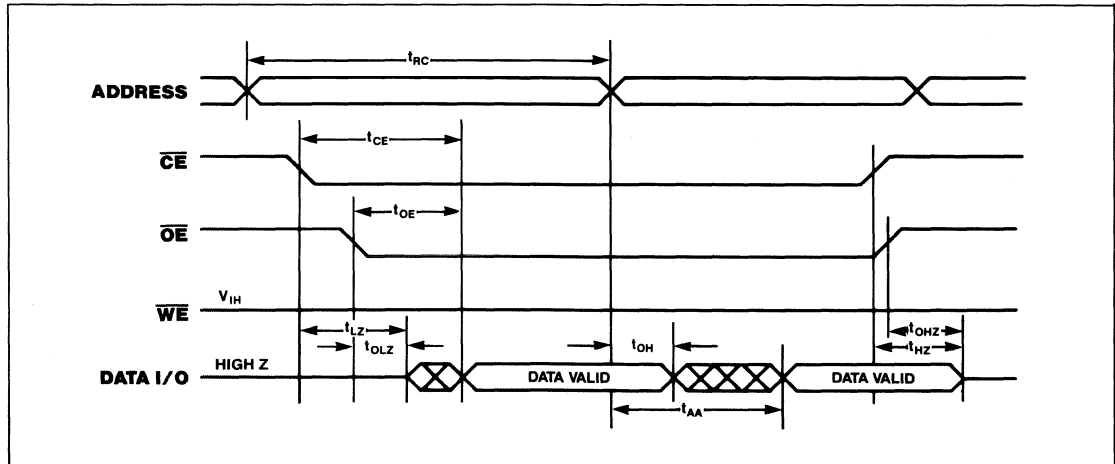 tRC
ADDRESS
tCE
CE
tOE
OE
VIH
WE
tLZ
tOHZ
tOLZ
tOH
tHZ
HIGH Z
DATA I/O
DATA VALID
DATA VALID
tAA